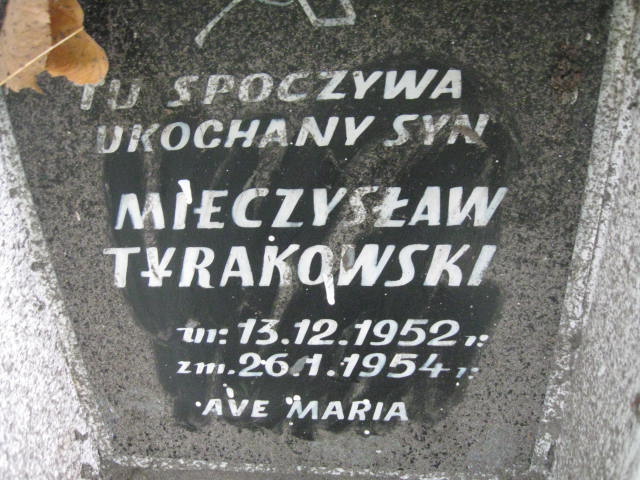 TU SPOCZYWA
UKOCHANY SYN
MIECZYSŁAW
TYRAKOWSKI
ur. 13.12.1952 r.
zm. 26.1.1954 r.
AVE MARIA